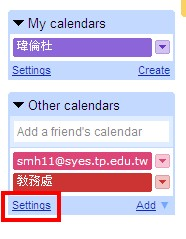 My calendars
瑋倫杜
Settings Create
Other calendars
Add a friend's calendar
smh11@syes.tp.edu.tw
教務處
Settings Add